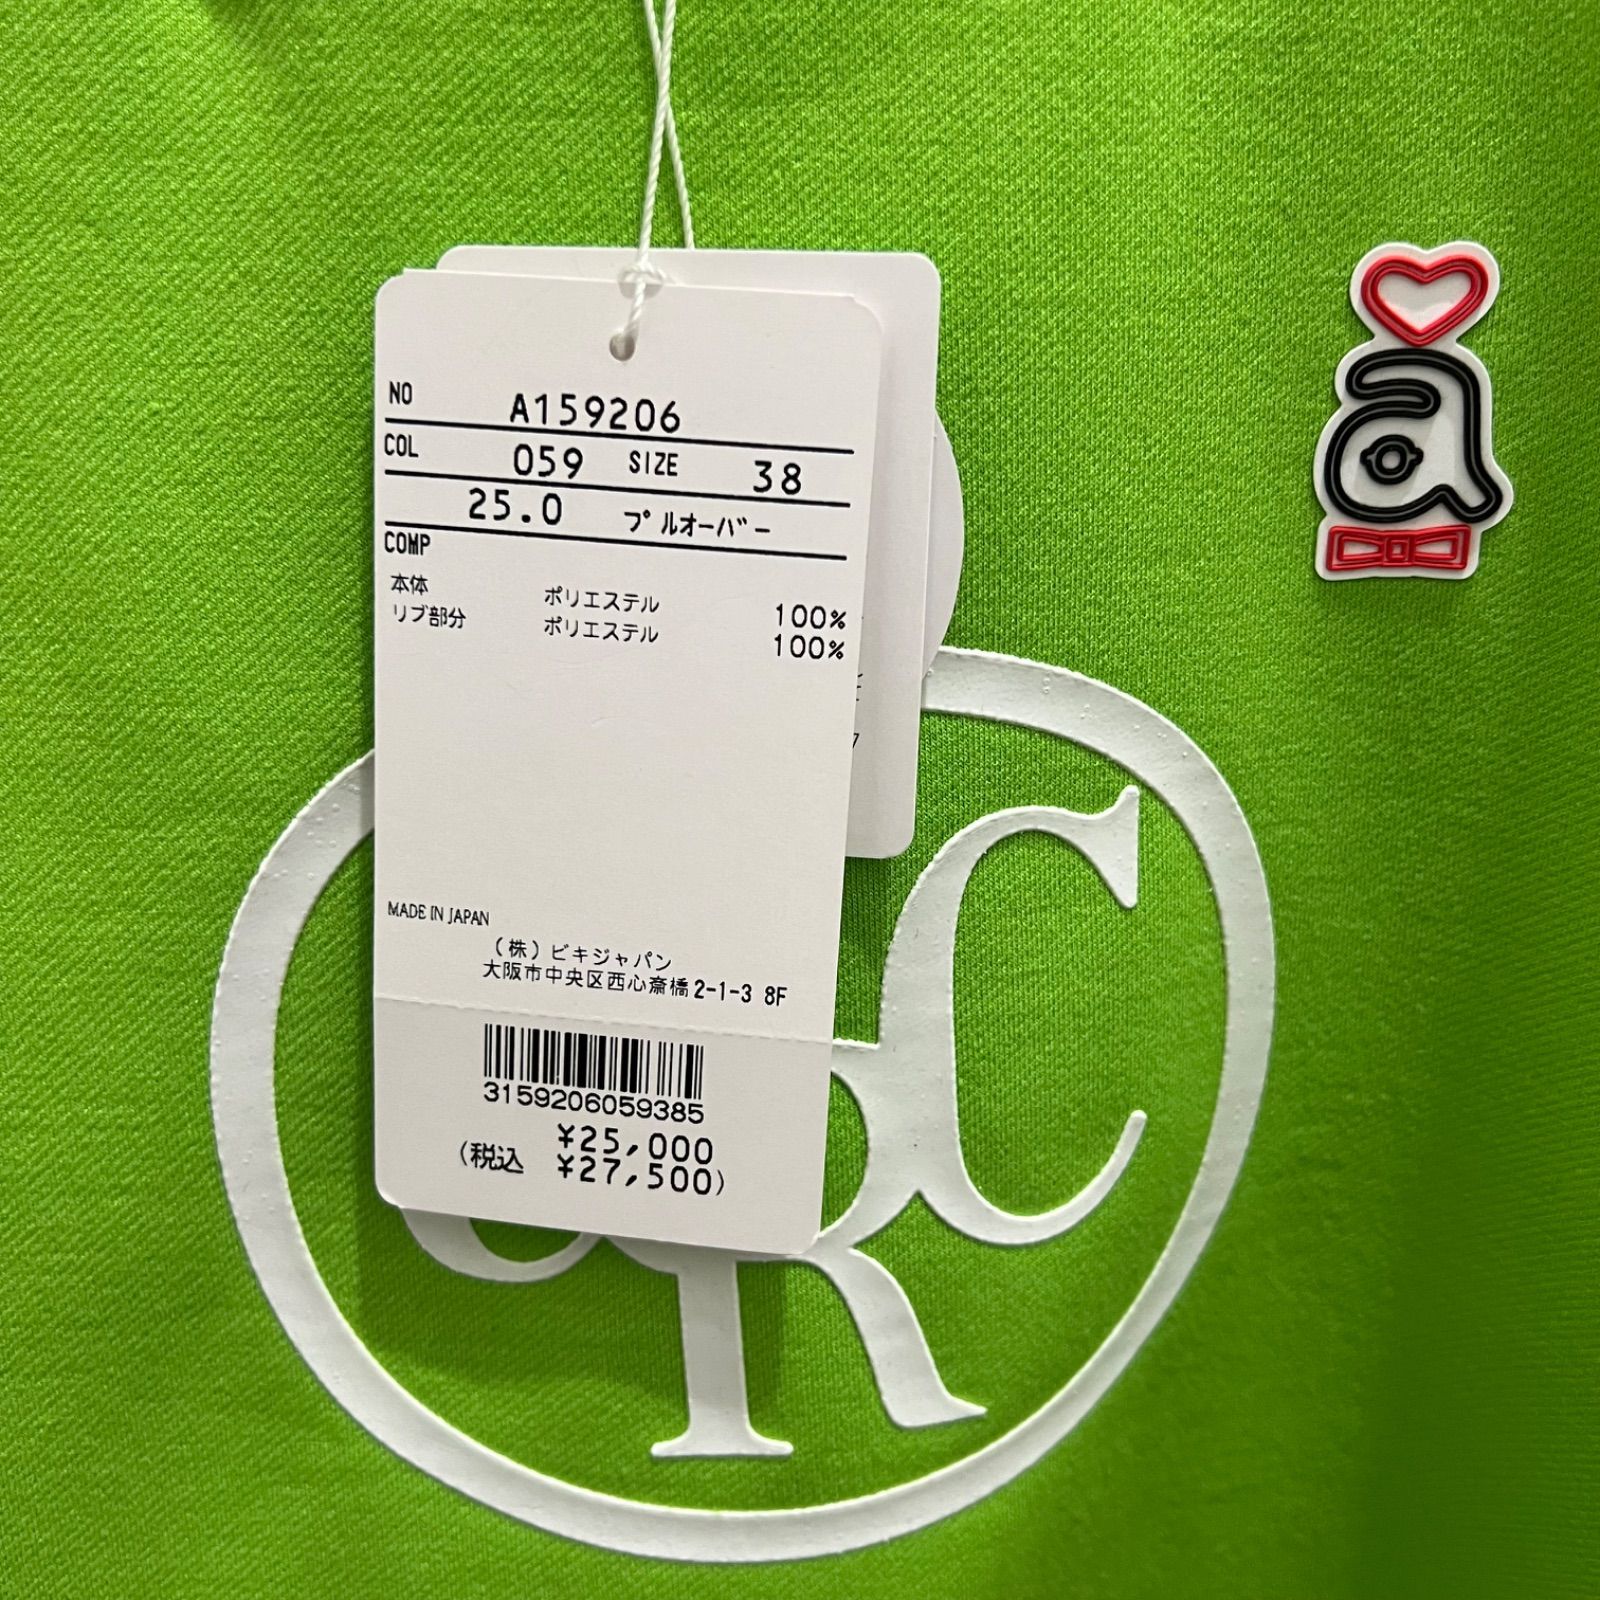 NO A159206
COL 059 SIZE 38
25.0 プルオーバー
COMP
本体 ポリエステル 100%
リブ部分 ポリエステル 100%
MADE IN JAPAN
(株)ビキジャパン
大阪市中央区西心斎橋2-1-3 8F
3159206059385
¥25,000
(税込 ¥27,500)
a
RC